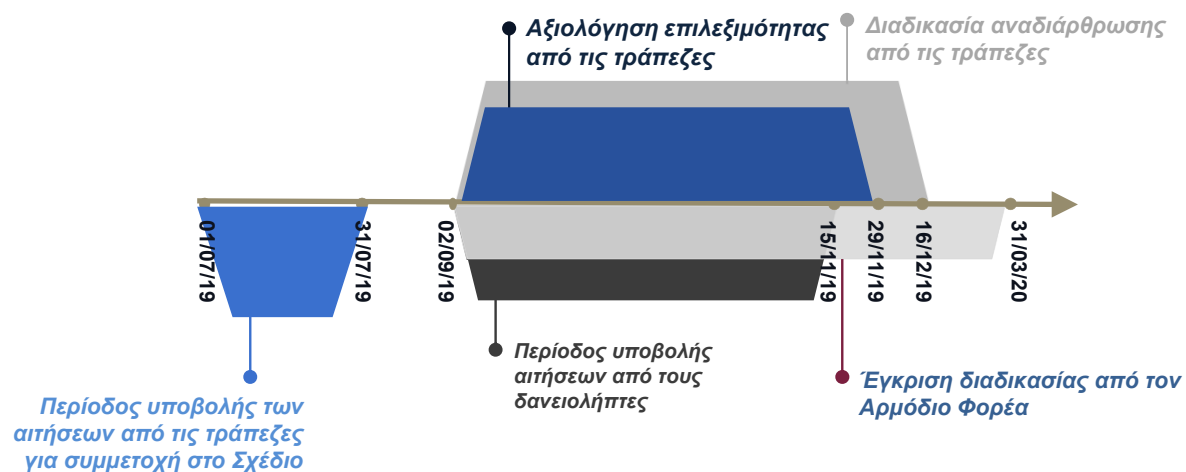 Αξιολόγηση επιλεξιμότητας
από τις τράπεζες
Διαδικασία αναδιάρθρωσης
από τις τράπεζες
01/07/19
31/07/19
02/09/19
15/11/19
29/11/19
16/12/19
31/03/20
Περίοδος υποβολής
αιτήσεων από τους
δανειολήπτες
Έγκριση διαδικασίας από τον
Αρμόδιο Φορέα
Περίοδος υποβολής των
αιτήσεων από τις τράπεζες
για συμμετοχή στο Σχέδιο